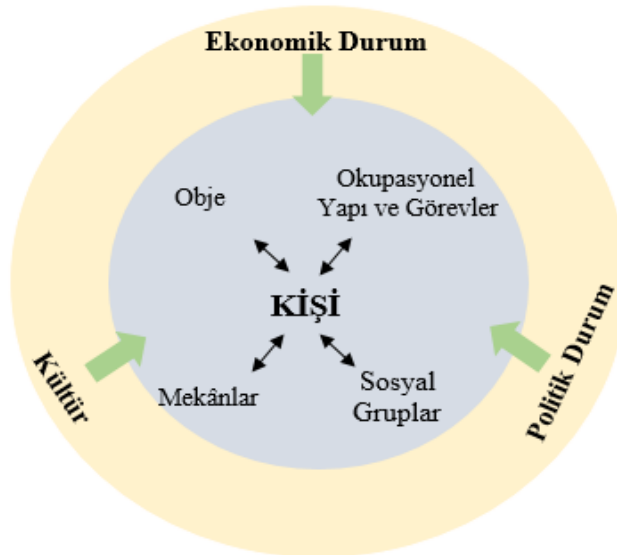 Ekonomik Durum
Obje
Okupasyonel
Yapı ve Görevler
KİŞİ
Mekânlar
Sosyal
Gruplar
Kültür
Politik Durum